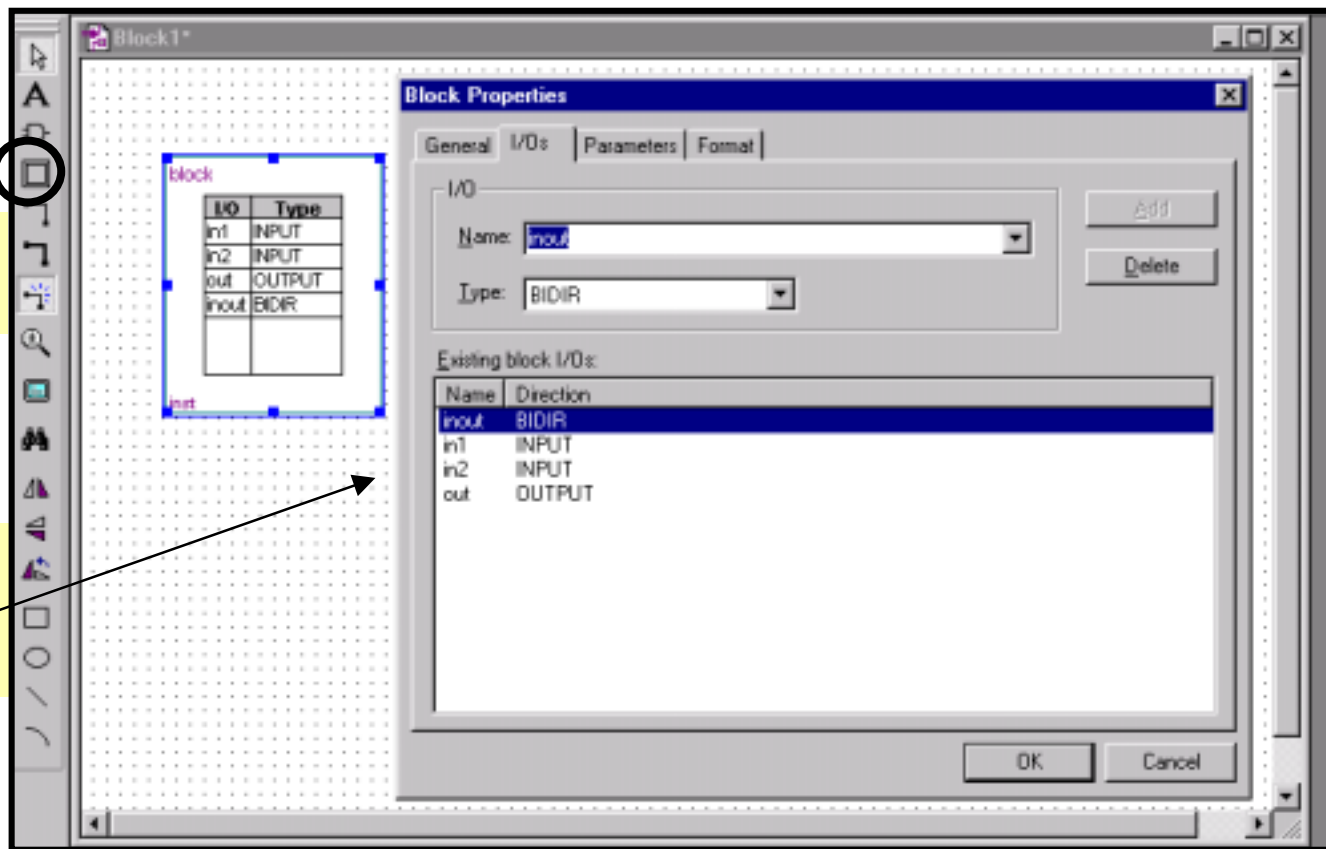 Block1*
A
Block Properties
General I/Os Parameters Format
block
I/O Type
in1 INPUT
in2 INPUT
out OUTPUT
inout BIDIR
inst
I/O
Name: inout
Type: BIDIR
Add
Delete
Existing block I/Os:
Name Direction
inout BIDIR
in1 INPUT
in2 INPUT
out OUTPUT
OK Cancel